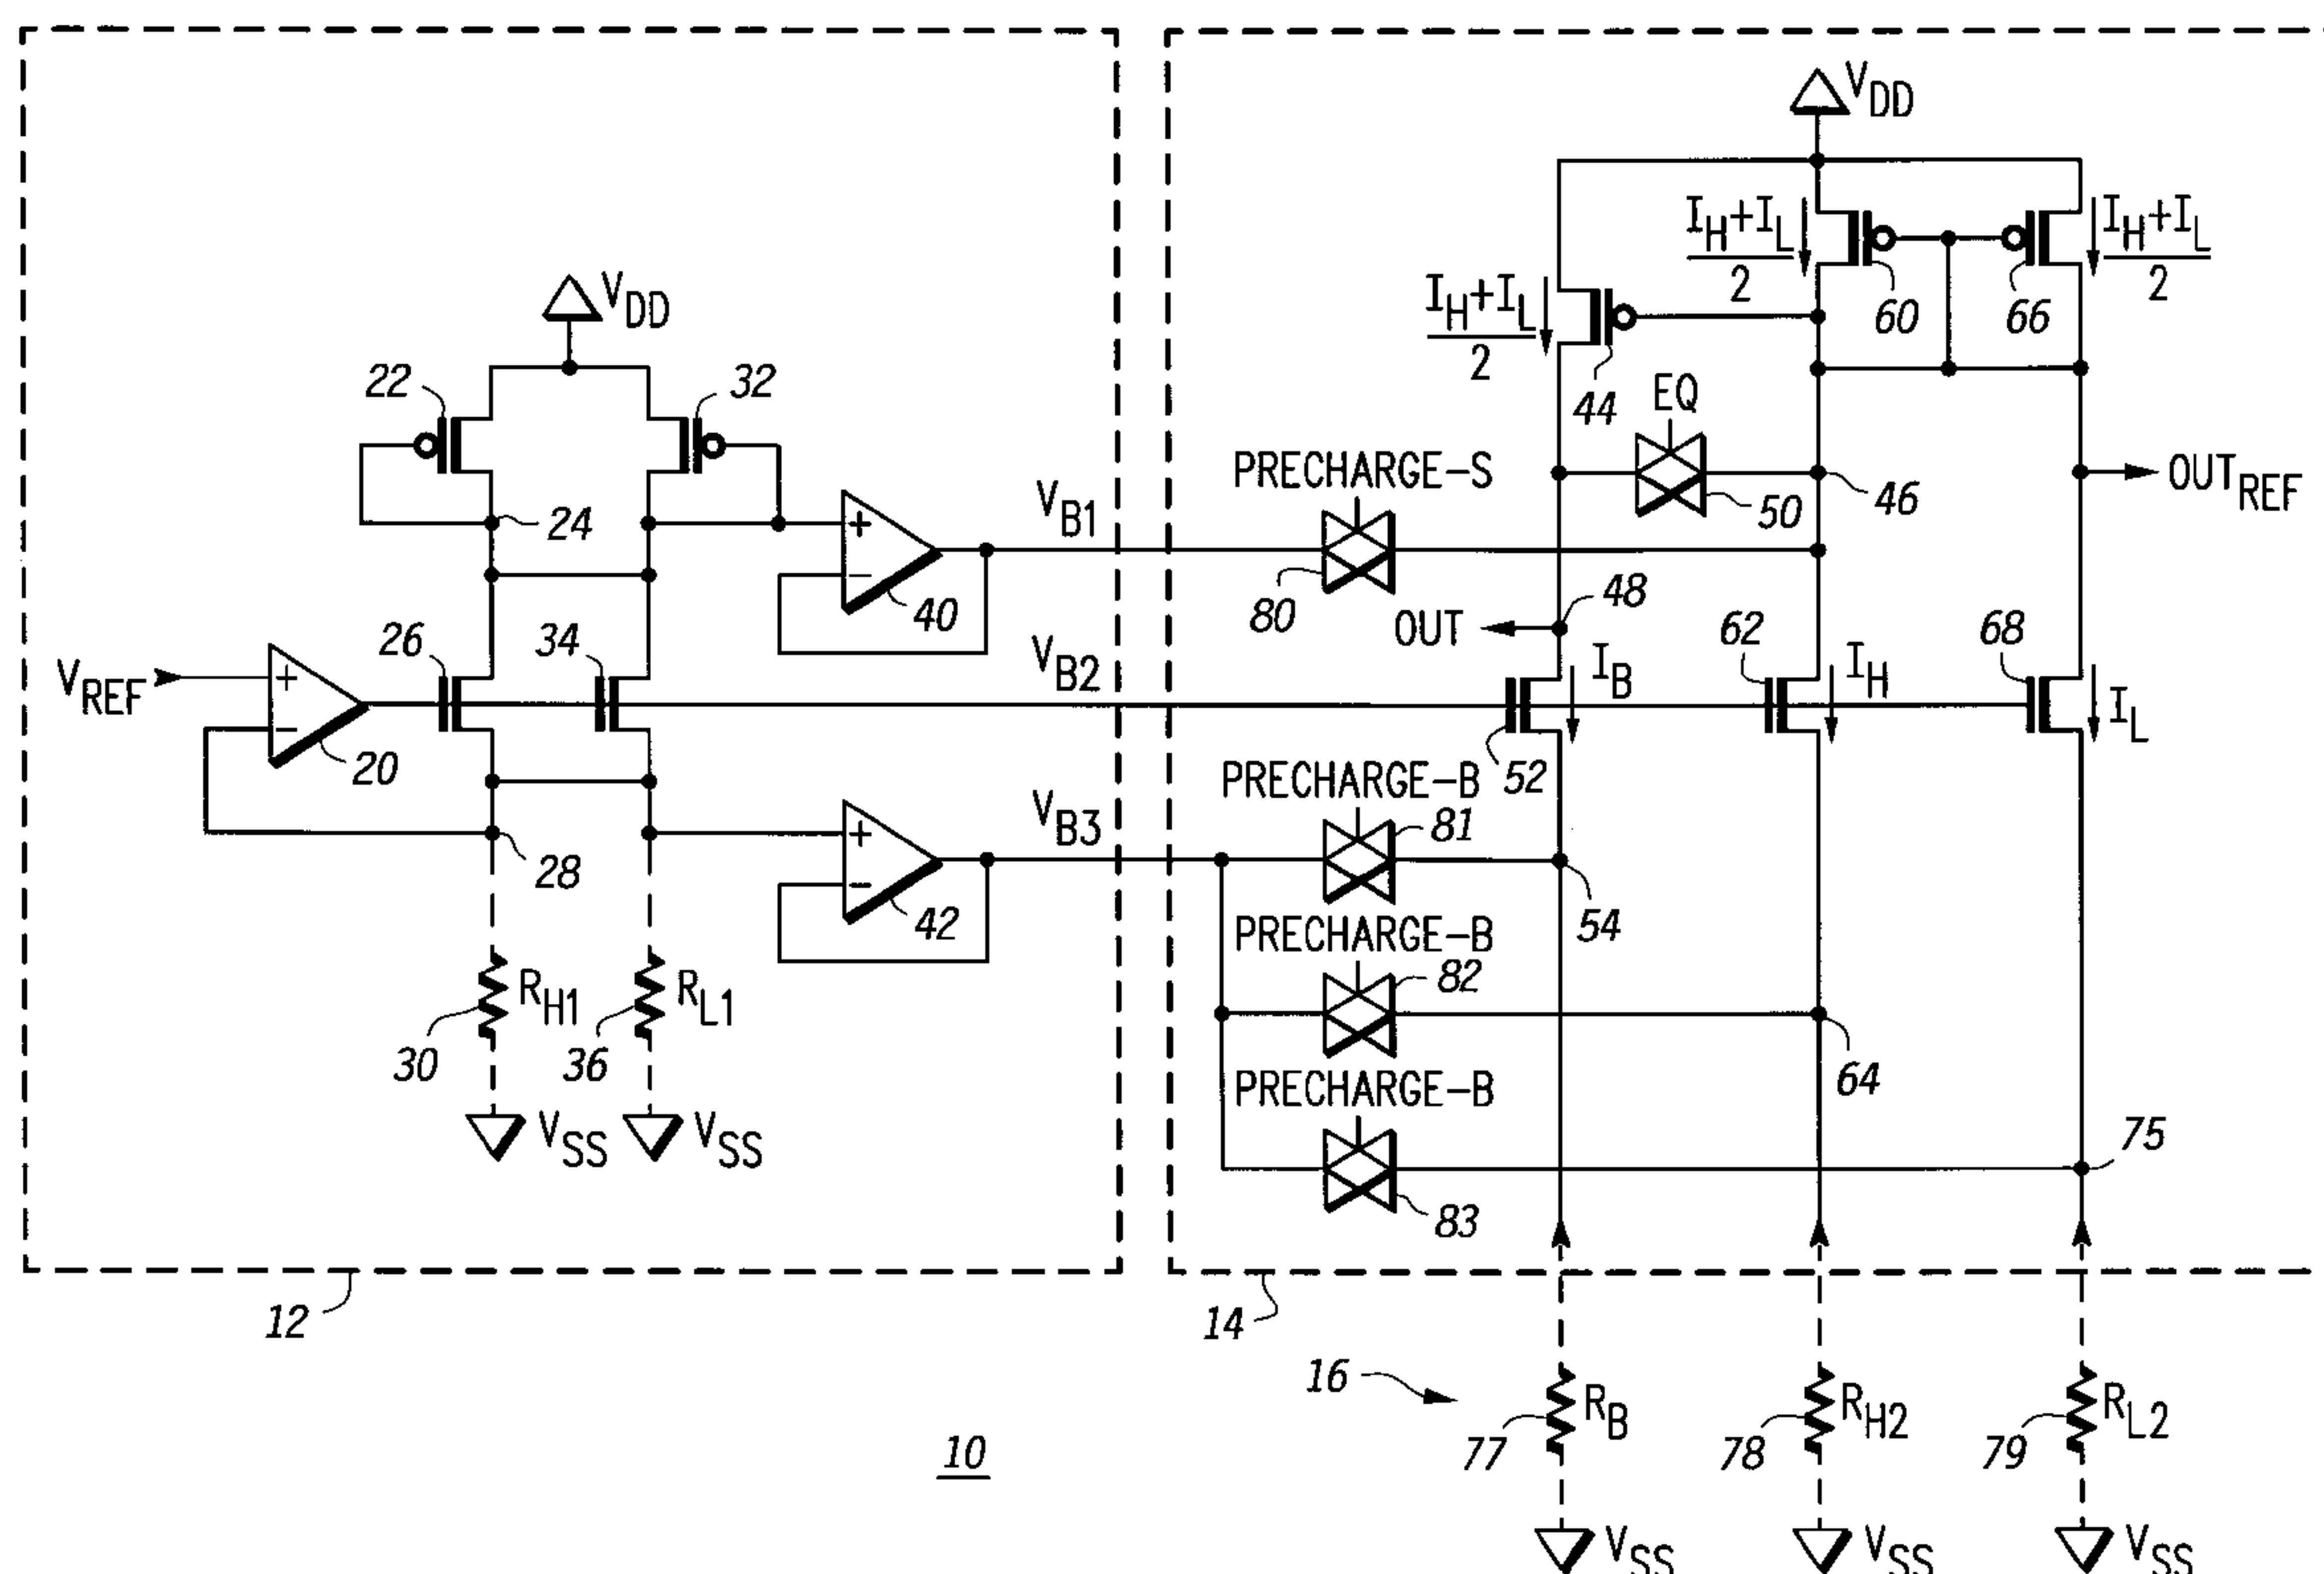 V_DD
I_H+I_L
2
60
66
I_H+I_L
2
I_H+I_L
2
44
V_DD
22
32
24
EQ
PRECHARGE-S
50
46
OUT_REF
V_B1
+
−
40
80
48
OUT
V_REF
+
−
20
26
34
V_B2
I_B
62
I_H
68
I_L
52
PRECHARGE-B
81
V_B3
28
+
−
42
54
PRECHARGE-B
82
R_H1
R_L1
30
36
64
PRECHARGE-B
V_SS
V_SS
75
83
12
14
16
R_B
R_H2
R_L2
77
78
79
10
V_SS
V_SS
V_SS